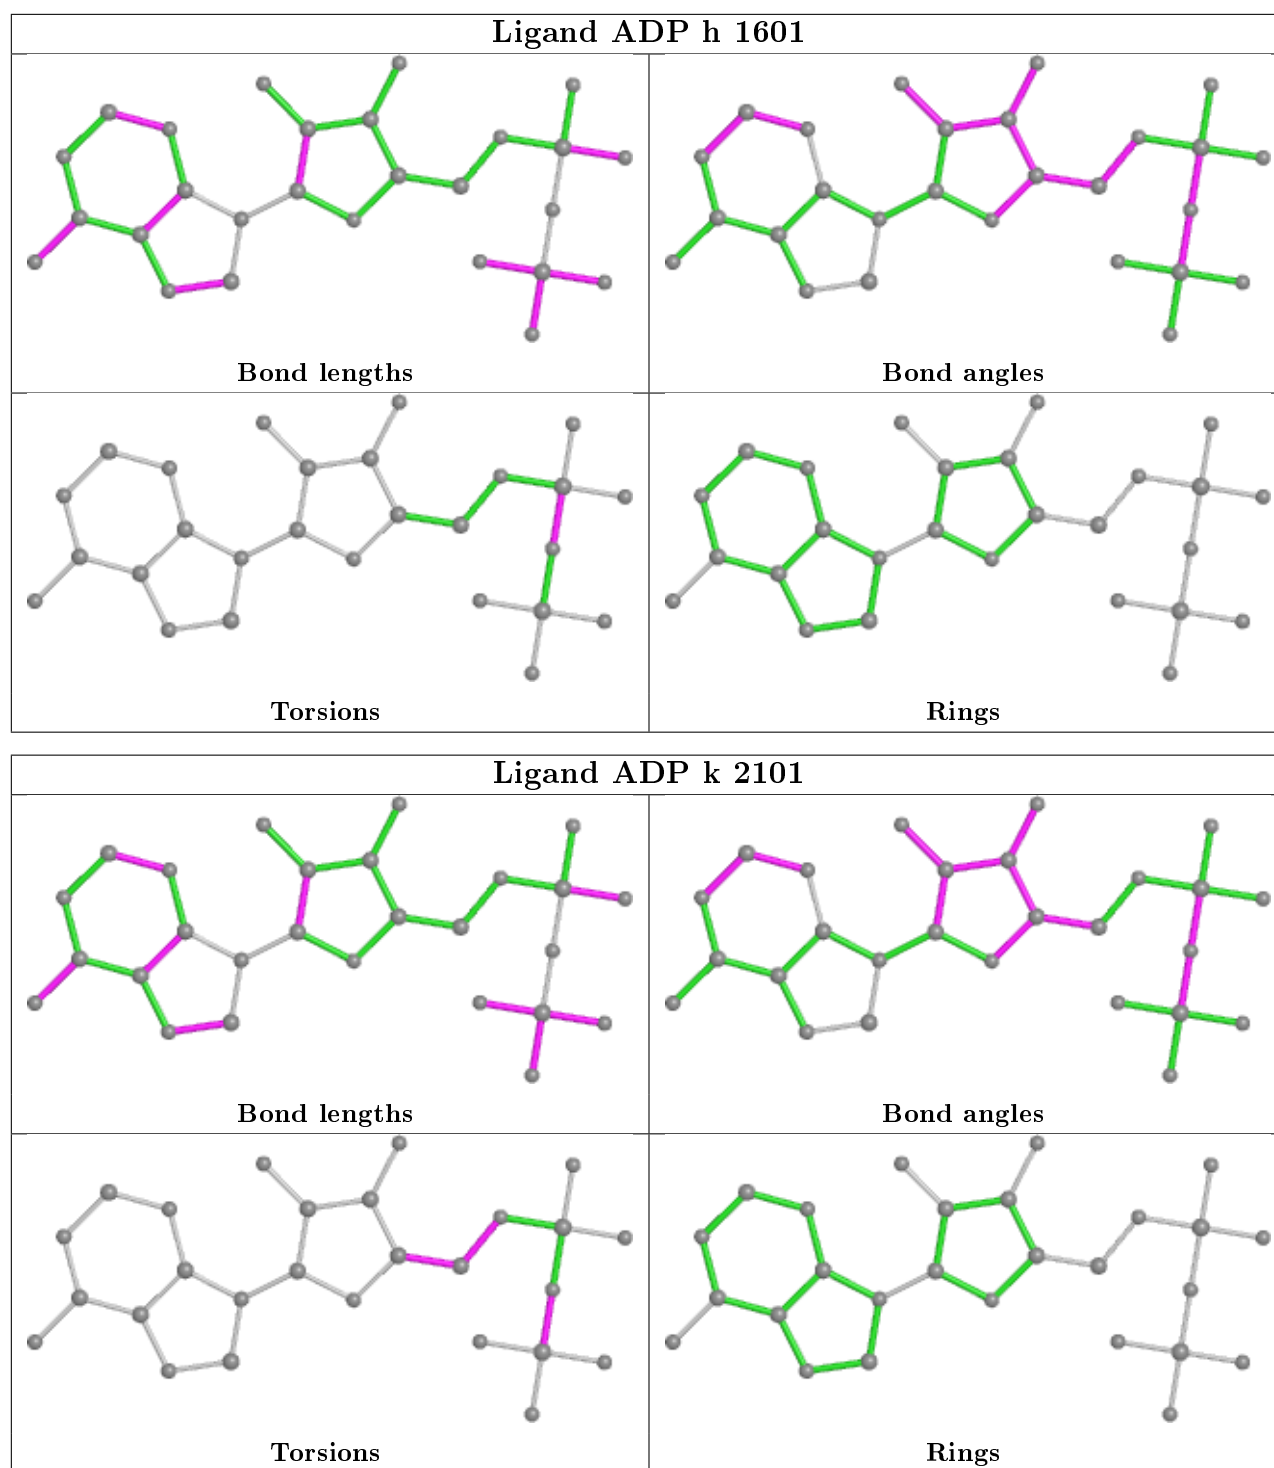 Ligand ADP h 1601
Bond lengths
Bond angles
Torsions
Rings
Ligand ADP k 2101
Bond lengths
Bond angles
Torsions
Rings